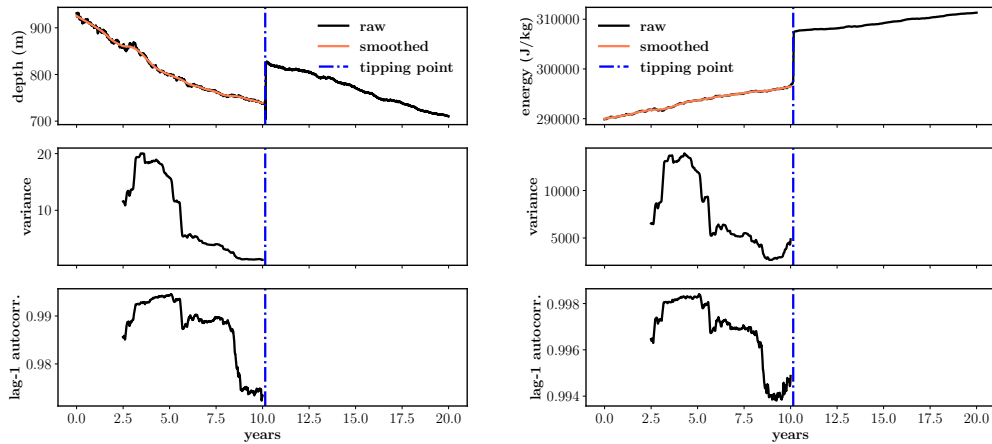 depth (m)
900
800
700
raw
smoothed
tipping point
variance
20
10
lag-1 autocorr.
0.99
0.98
0.0 2.5 5.0 7.5 10.0 12.5 15.0 17.5 20.0
years
energy (J/kg)
310000
300000
290000
raw
smoothed
tipping point
variance
10000
5000
lag-1 autocorr.
0.998
0.996
0.994
0.0 2.5 5.0 7.5 10.0 12.5 15.0 17.5 20.0
years